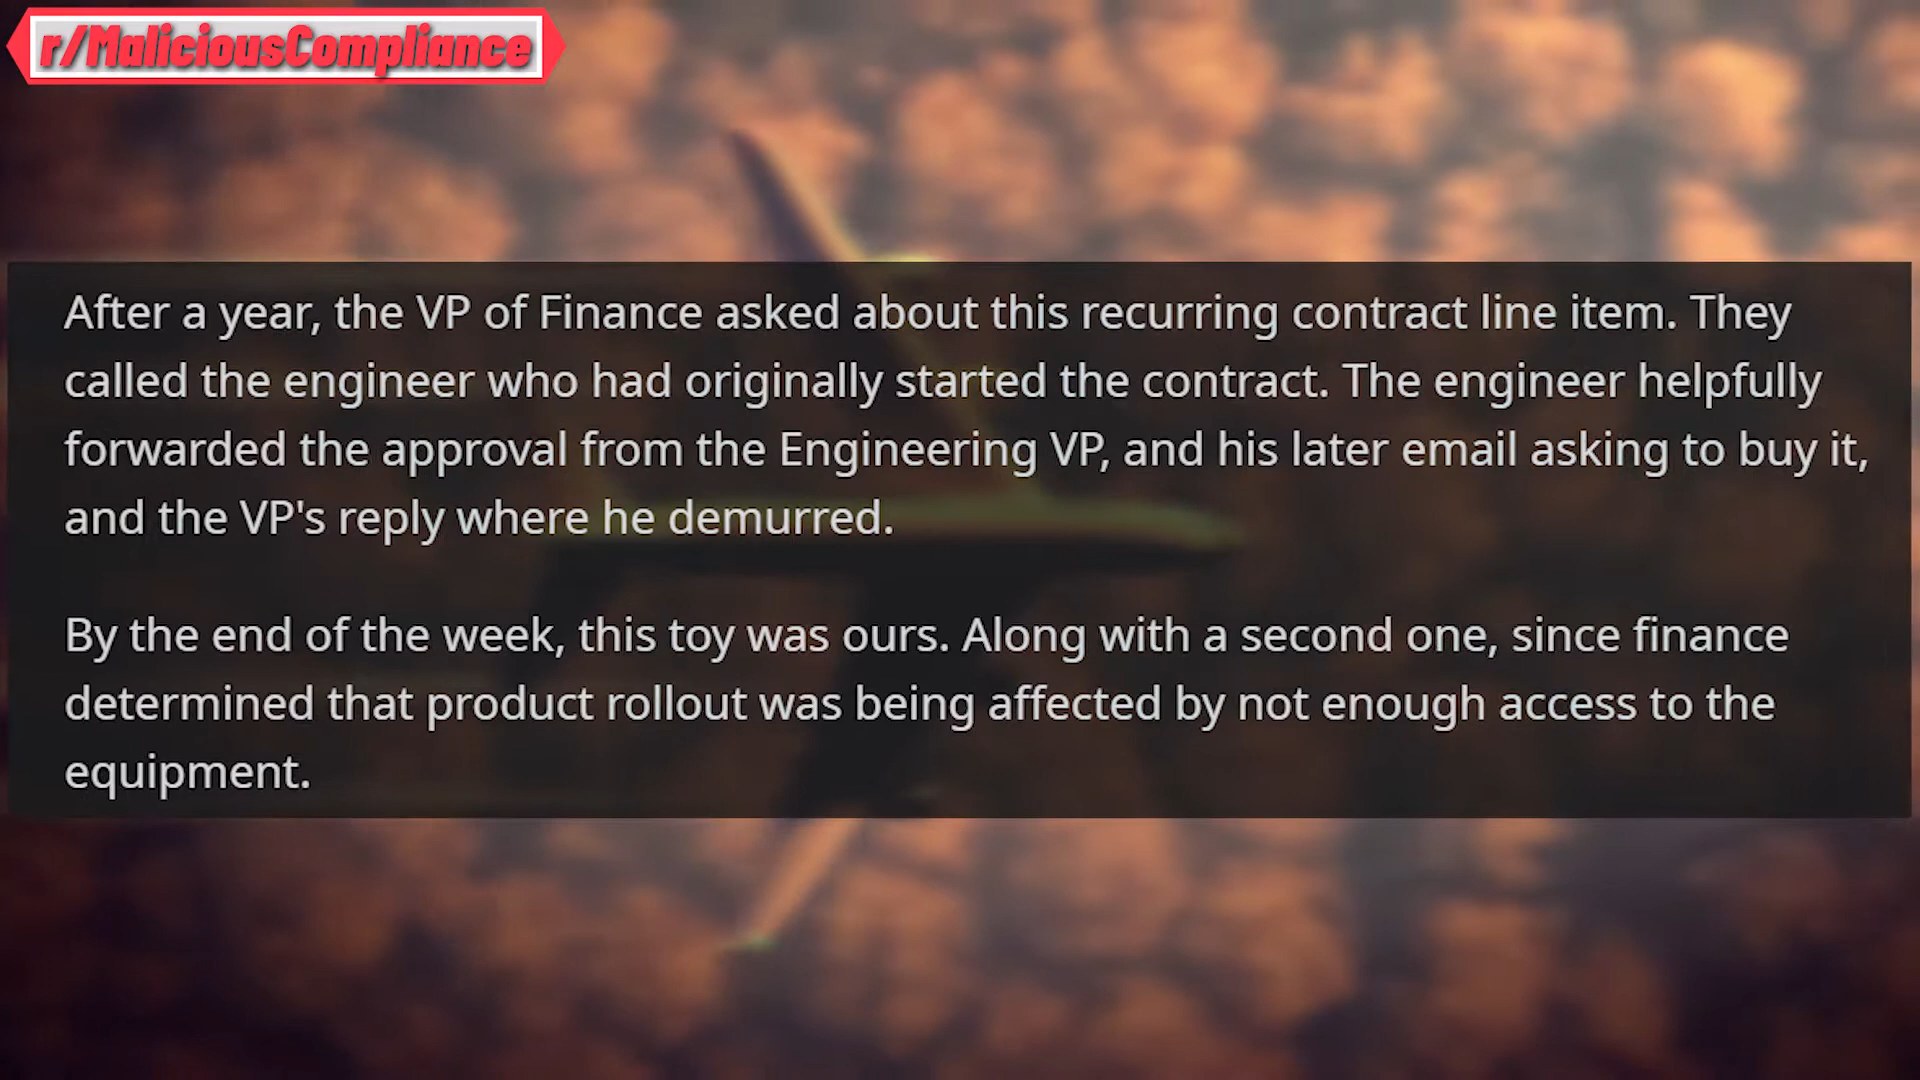 r/MaliciousCompliance
After a year, the VP of Finance asked about this recurring contract line item. They
called the engineer who had originally started the contract. The engineer helpfully
forwarded the approval from the Engineering VP, and his later email asking to buy it,
and the VP's reply where he demurred.
By the end of the week, this toy was ours. Along with a second one, since finance
determined that product rollout was being affected by not enough access to the
equipment.